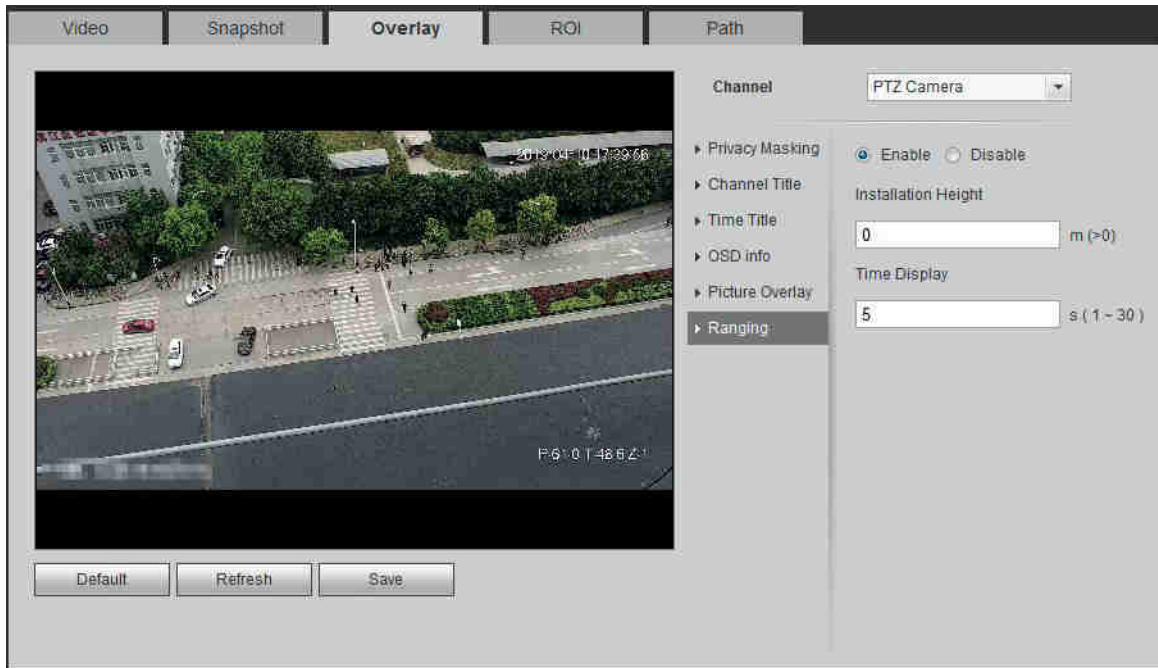 Video
Snapshot
Overlay
ROI
Path
Channel
PTZ Camera
Privacy Masking
Enable
Disable
Channel Title
Installation Height
Time Title
0
m (>0)
OSD info
Time Display
Picture Overlay
5
s ( 1 ~ 30 )
Ranging
Default
Refresh
Save